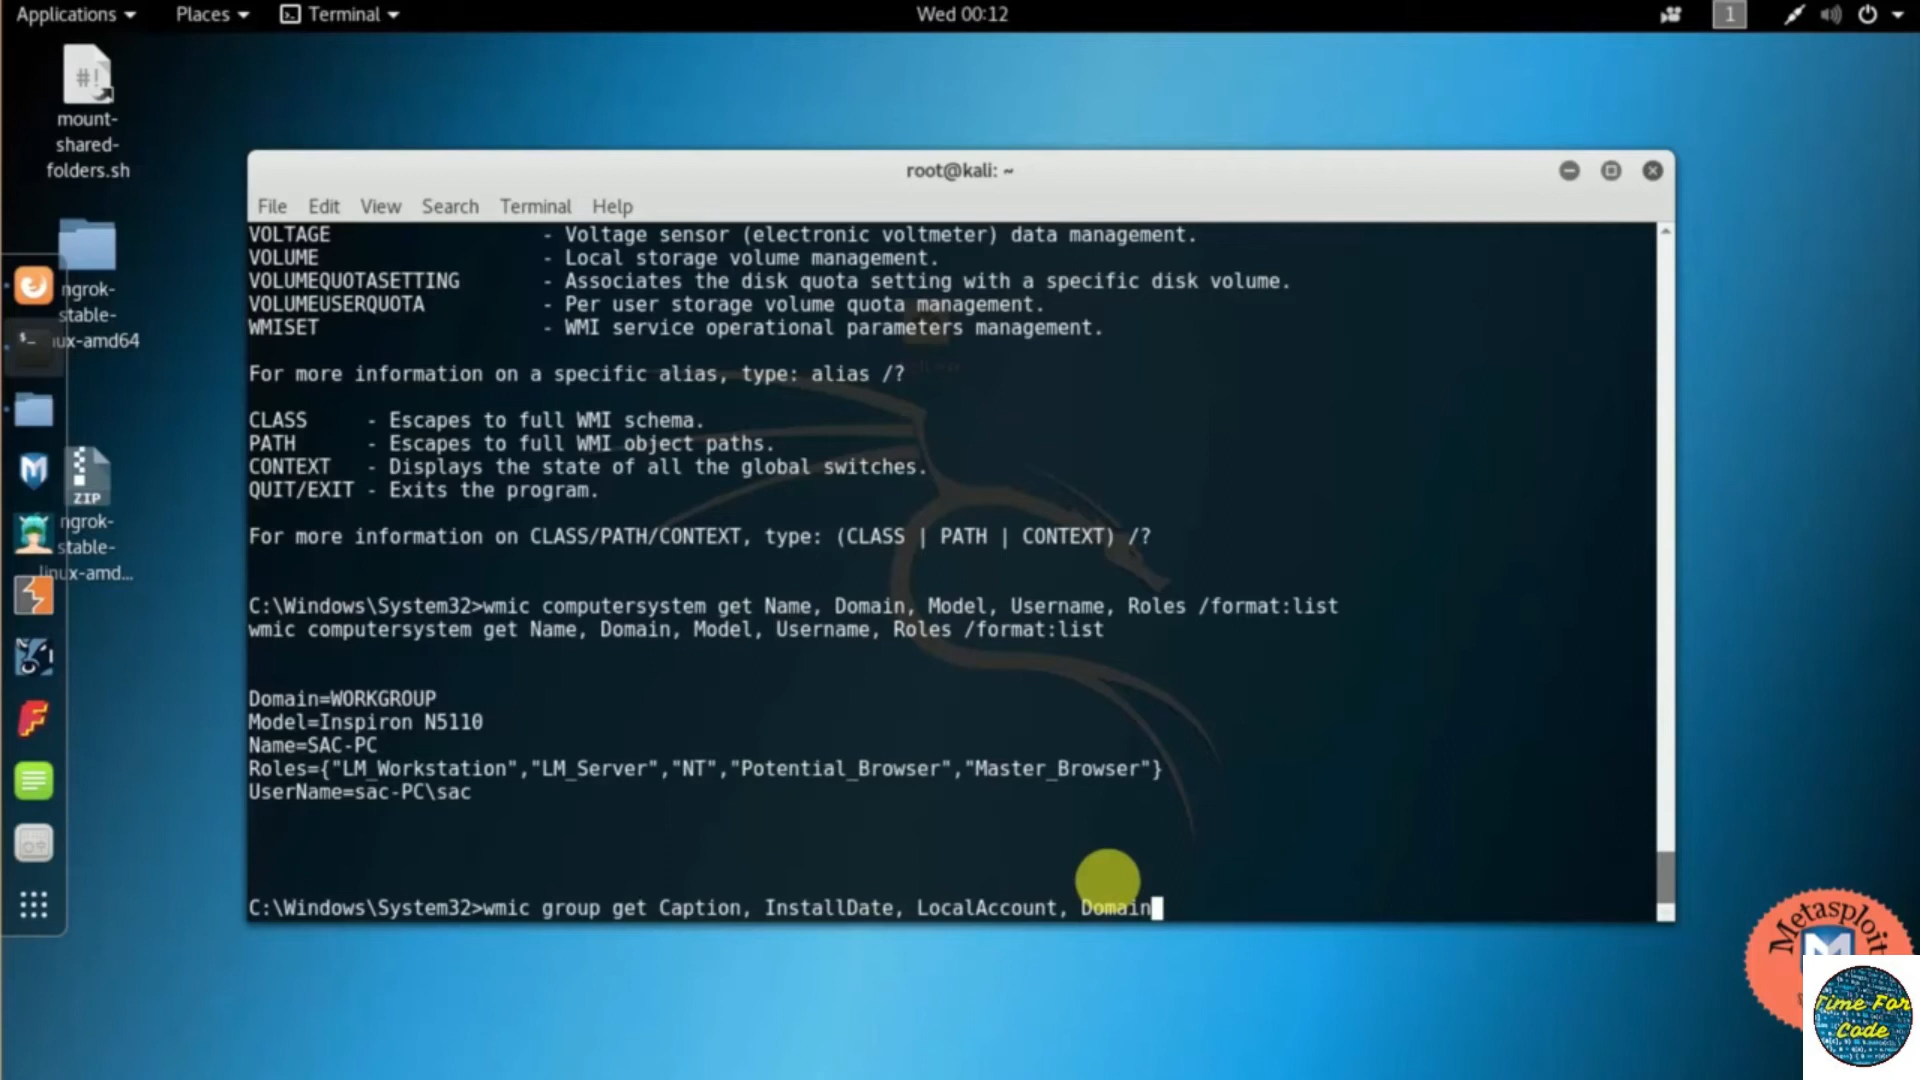 Applications
Places
Terminal
Wed 00:12
1
#!
mount-
shared-
folders.sh
root@kali: ~
File Edit View Search Terminal Help
VOLTAGE - Voltage sensor (electronic voltmeter) data management.
VOLUME - Local storage volume management.
VOLUMEQUOTASETTING - Associates the disk quota setting with a specific disk volume.
VOLUMEUSERQUOTA - Per user storage volume quota management.
WMISET - WMI service operational parameters management.
For more information on a specific alias, type: alias /?
CLASS - Escapes to full WMI schema.
PATH - Escapes to full WMI object paths.
CONTEXT - Displays the state of all the global switches.
QUIT/EXIT - Exits the program.
For more information on CLASS/PATH/CONTEXT, type: (CLASS | PATH | CONTEXT) /?
C:\Windows\System32>wmic computersystem get Name, Domain, Model, Username, Roles /format:list
wmic computersystem get Name, Domain, Model, Username, Roles /format:list
Domain=WORKGROUP
Model=Inspiron N5110
Name=SAC-PC
Roles={"LM_Workstation","LM_Server","NT","Potential_Browser","Master_Browser"}
UserName=sac-PC\sac
C:\Windows\System32>wmic group get Caption, InstallDate, LocalAccount, Domain
ngrok-
stable-
ux-amd64
ZIP
ngrok-
stable-
linux-amd...
Metasploit
Time For
Code